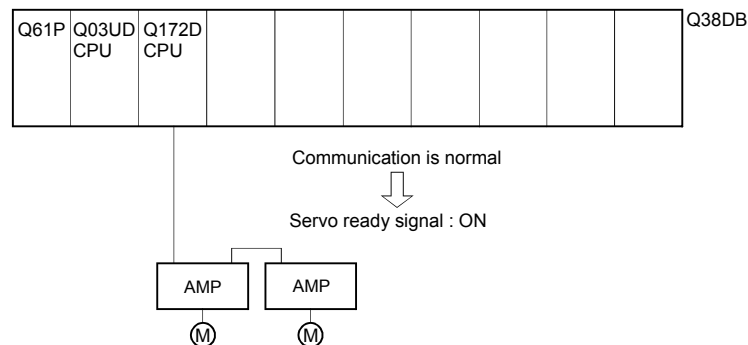 Q61P Q03UD Q172D Q38DB
CPU CPU
Communication is normal
Servo ready signal : ON
AMP AMP
M M